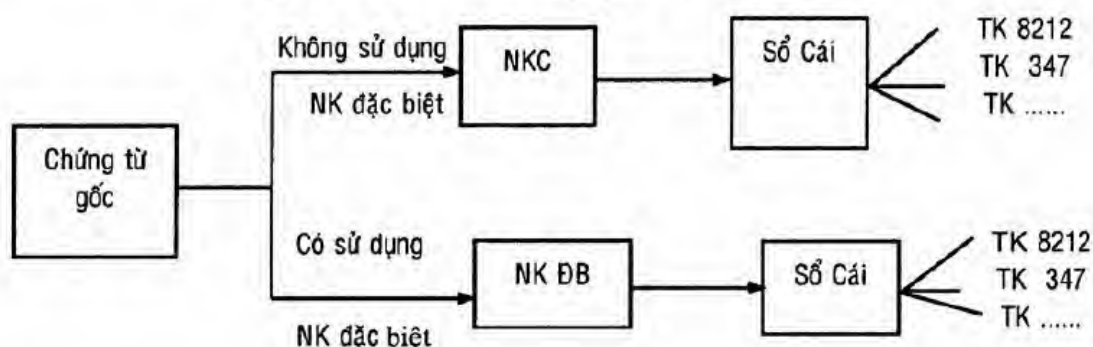 Chứng từ
gốc
Không sử dụng
NK đặc biệt
NKC
Sổ Cái
TK 8212
TK 347
TK ......
Có sử dụng
NK đặc biệt
NK ĐB
Sổ Cái
TK 8212
TK 347
TK ......